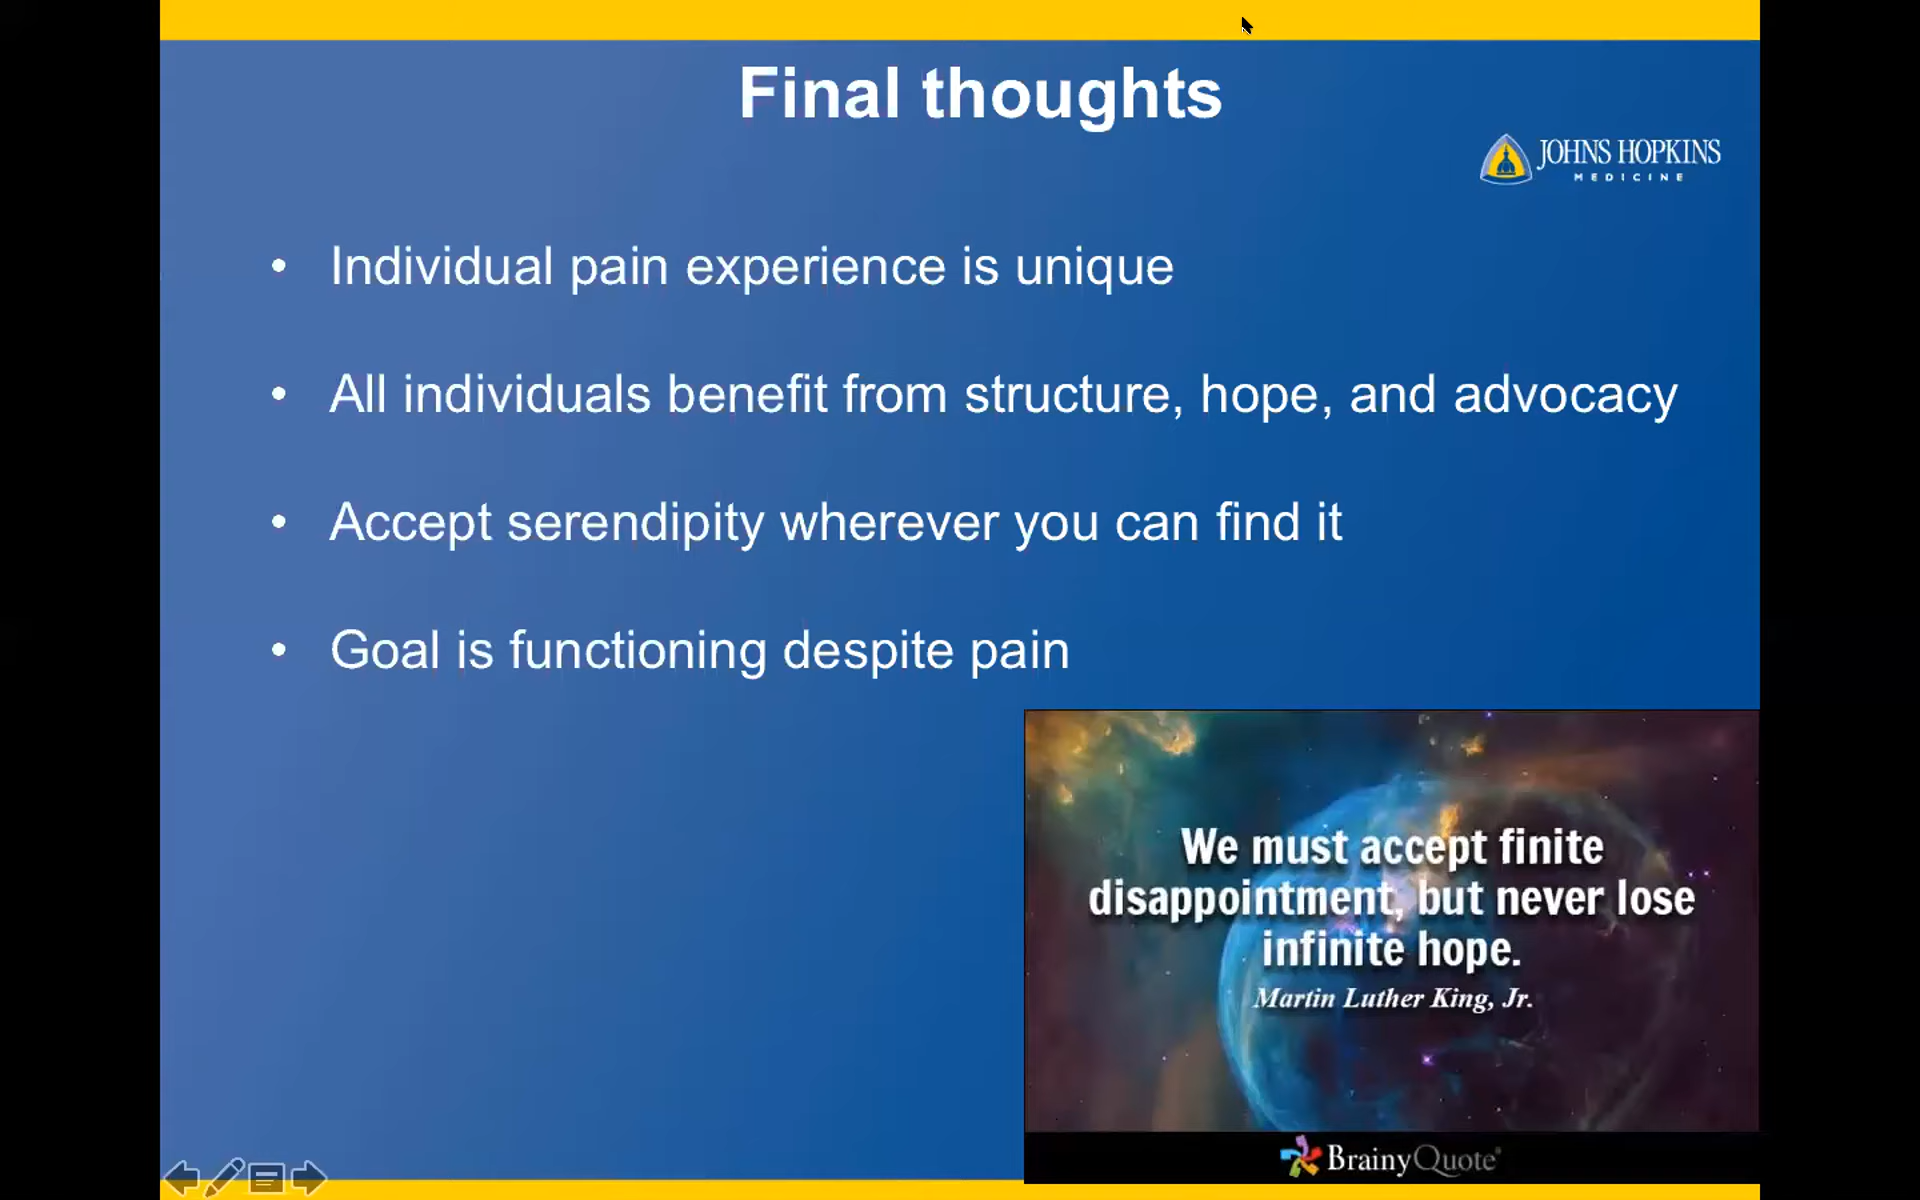 Final thoughts
JOHNS HOPKINS
MEDICINE
• Individual pain experience is unique
• All individuals benefit from structure, hope, and advocacy
• Accept serendipity wherever you can find it
• Goal is functioning despite pain
We must accept finite
disappointment, but never lose
infinite hope.
Martin Luther King, Jr.
BrainyQuote®